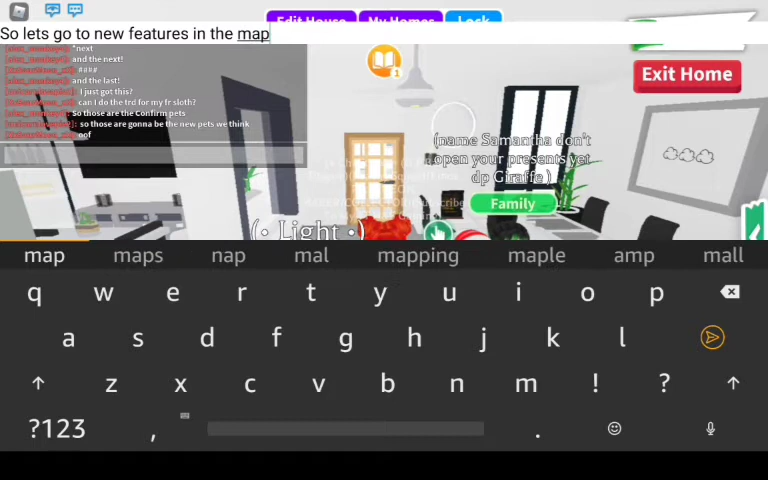 Edit House My Homes Lock
So lets go to new features in the map
*next
and the next!
####
and the last!
I just got this?
can I do the trd for my fr sloth?
So those are the Confirm pets
so those are gonna be the new pets we think
oof
1
Exit Home
(name Samantha don't
open your presents yet
dp Giraffe )
Family
(• Light •)
map maps nap mal mapping maple amp mall
q w e r t y u i o p
a s d f g h j k l
z x c v b n m ! ?
?123 , .